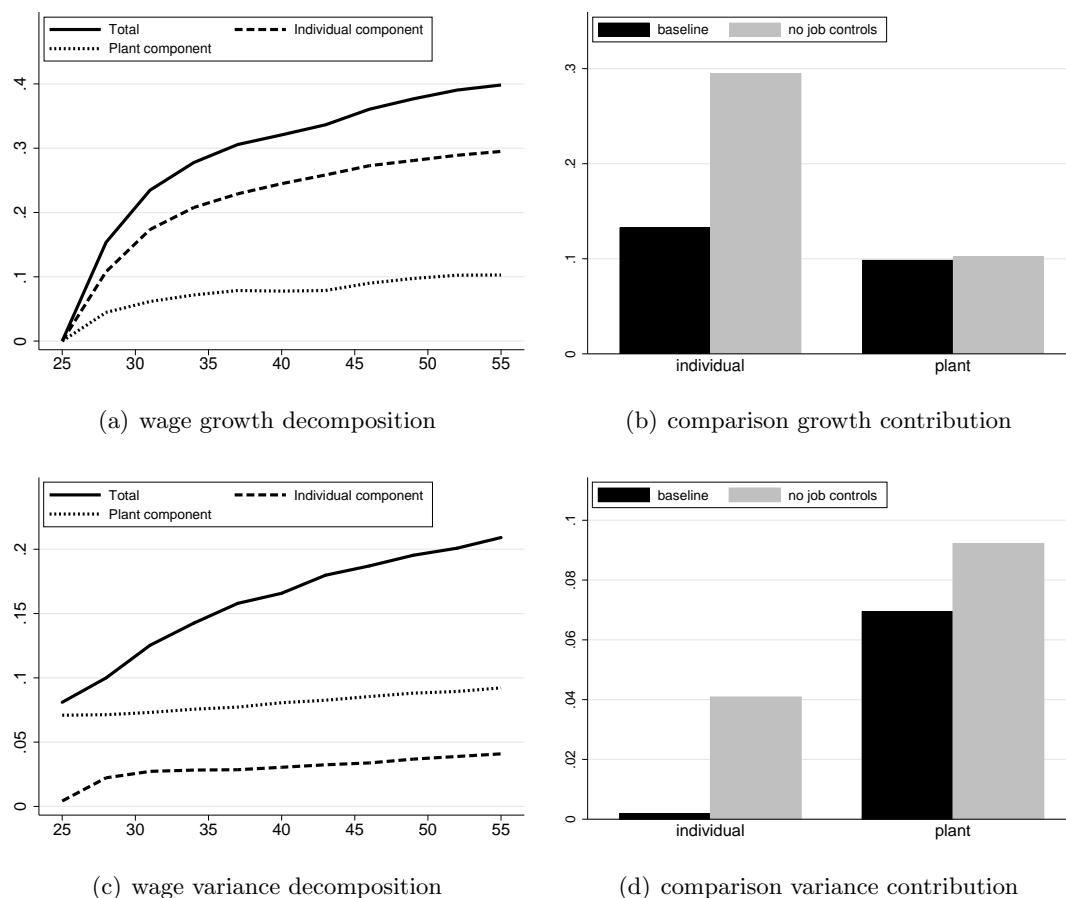 Total Individual component
Plant component
.4
.3
.2
.1
0
25 30 35 40 45 50 55
(a) wage growth decomposition
baseline no job controls
.3
.2
.1
0
individual plant
(b) comparison growth contribution
Total Individual component
Plant component
.2
.15
.1
.05
0
25 30 35 40 45 50 55
(c) wage variance decomposition
baseline no job controls
.1
.08
.06
.04
.02
0
individual plant
(d) comparison variance contribution